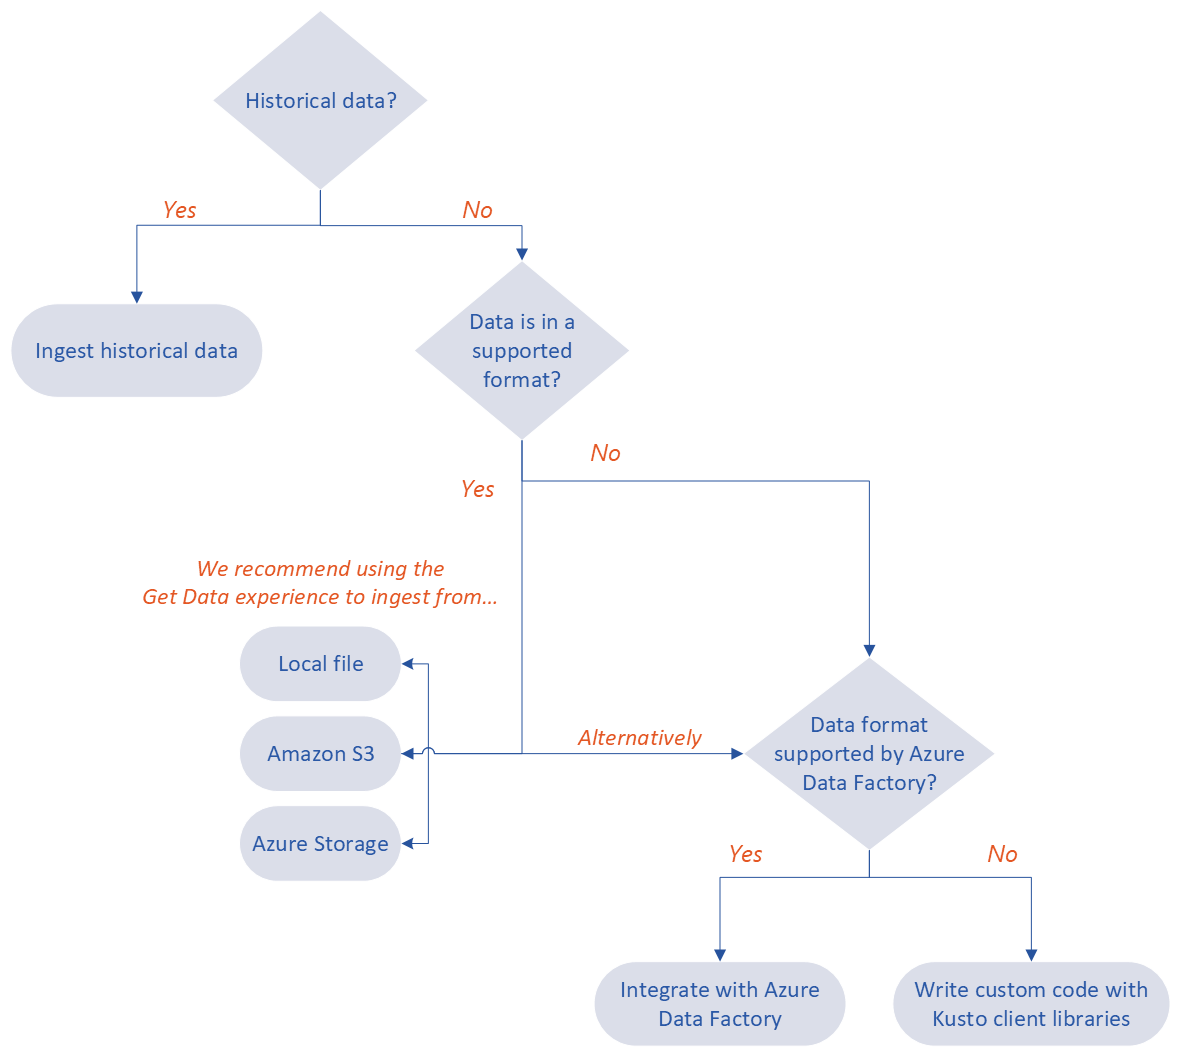 Historical data?
Yes
No
Ingest historical data
Data is in a
supported
format?
No
Yes
We recommend using the
Get Data experience to ingest from...
Local file
Amazon S3
Azure Storage
Alternatively
Data format
supported by Azure
Data Factory?
Yes
No
Integrate with Azure
Data Factory
Write custom code with
Kusto client libraries